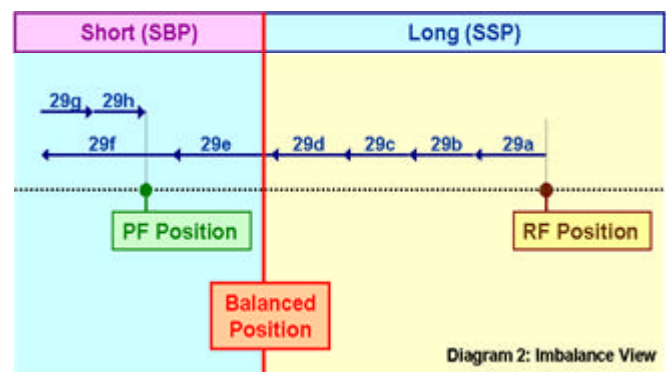 Short (SBP)
Long (SSP)
29g 29h
29f 29e 29d 29c 29b 29a
PF Position
RF Position
Balanced
Position
Diagram 2: Imbalance View